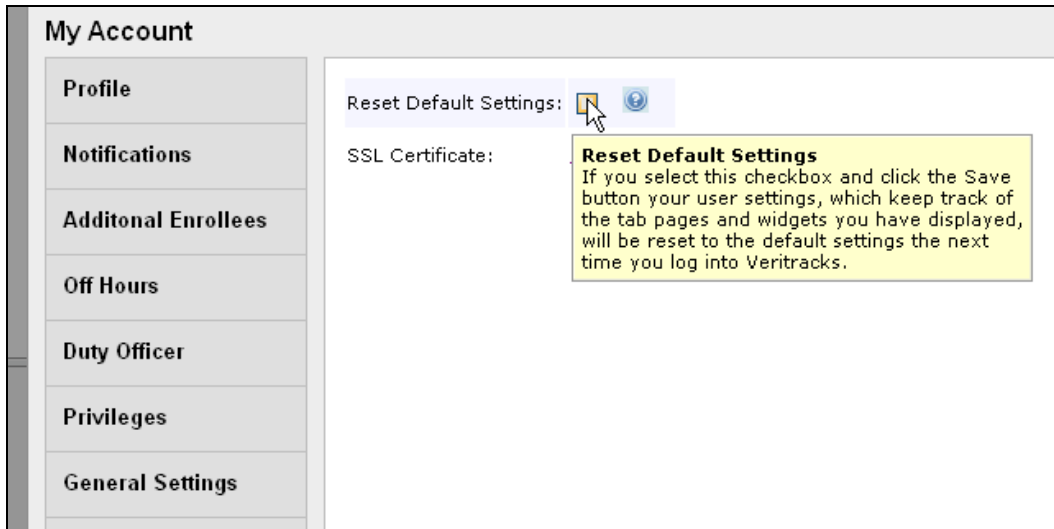 My Account
Profile
Notifications
Additonal Enrollees
Off Hours
Duty Officer
Privileges
General Settings
Reset Default Settings:
SSL Certificate:
Reset Default Settings
If you select this checkbox and click the Save
button your user settings, which keep track of
the tab pages and widgets you have displayed,
will be reset to the default settings the next
time you log into Veritracks.